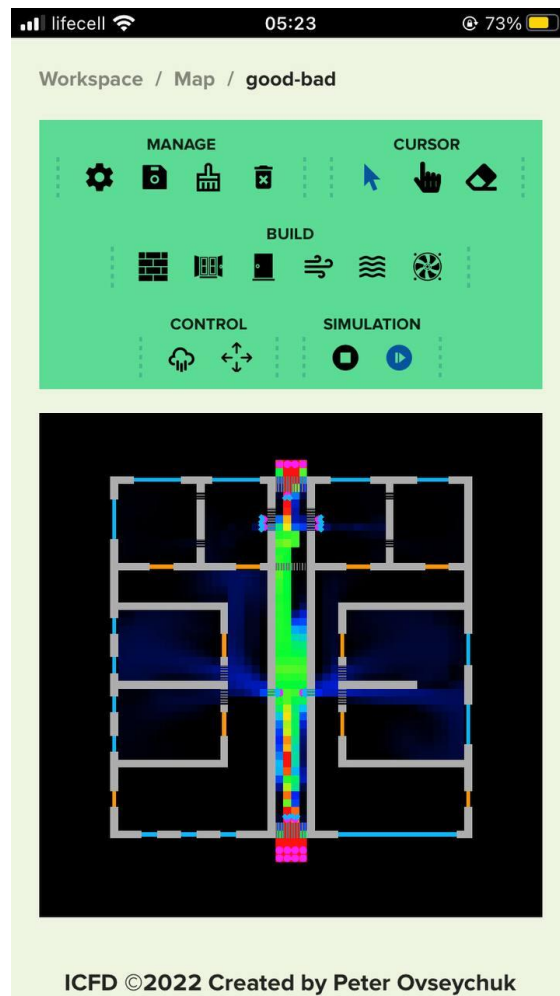 lifecell 05:23 73%
Workspace / Map / good-bad
MANAGE CURSOR
BUILD
CONTROL SIMULATION
ICFD ©2022 Created by Peter Ovseychuk